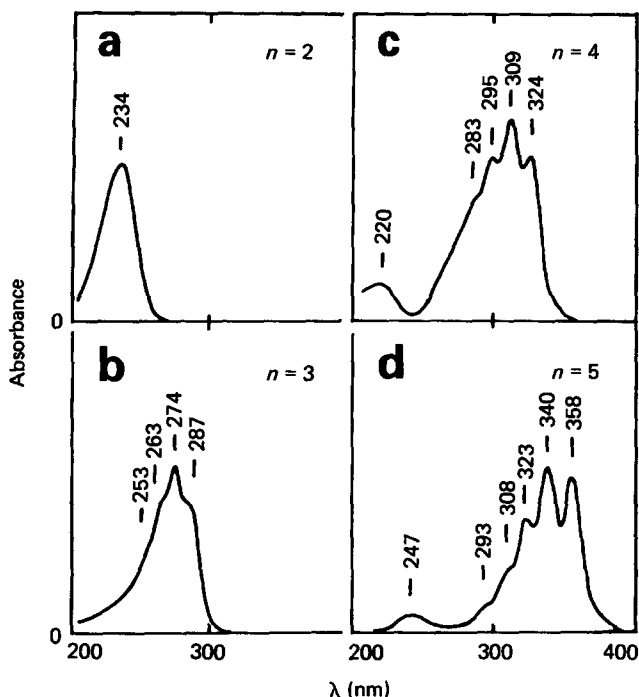 a
n = 2
– 234
c
n = 4
– 220
– 283
– 295
– 309
– 324
0
0
b
n = 3
– 253
– 263
– 274
– 287
d
n = 5
– 247
– 293
– 308
– 323
– 340
– 358
0
200
300
200
300
400
Absorbance
λ (nm)